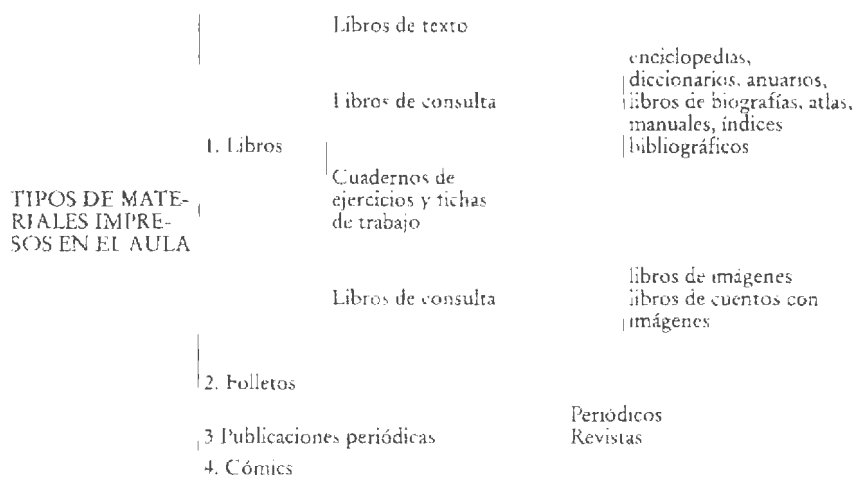 Libros de texto
enciclopedias,
diccionarios, anuarios,
Libros de consulta
libros de biografías, atlas,
manuales, índices
1. Libros
bibliográficos
Cuadernos de
ejercicios y fichas
de trabajo
TIPOS DE MATE-
RIALES IMPRE-
SOS EN EL AULA
libros de imágenes
Libros de consulta
libros de cuentos con
imágenes
2. Folletos
Periódicos
3 Publicaciones periódicas
Revistas
4. Cómics